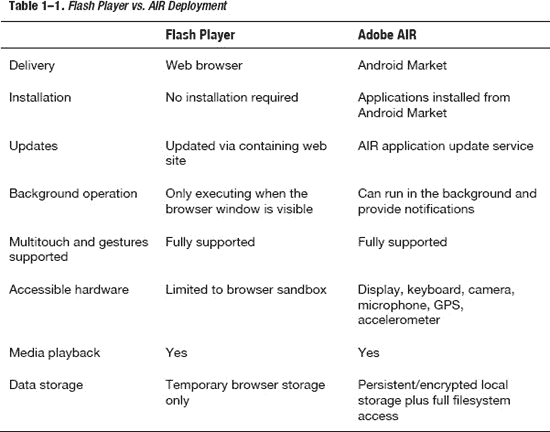 Table 1–1. Flash Player vs. AIR Deployment
Flash Player Adobe AIR
Delivery Web browser Android Market
Installation No installation required Applications installed from
Android Market
Updates Updated via containing web AIR application update service
site
Background operation Only executing when the Can run in the background and
browser window is visible provide notifications
Multitouch and gestures Fully supported Fully supported
supported
Accessible hardware Limited to browser sandbox Display, keyboard, camera,
microphone, GPS,
accelerometer
Media playback Yes Yes
Data storage Temporary browser storage Persistent/encrypted local
only storage plus full filesystem
access